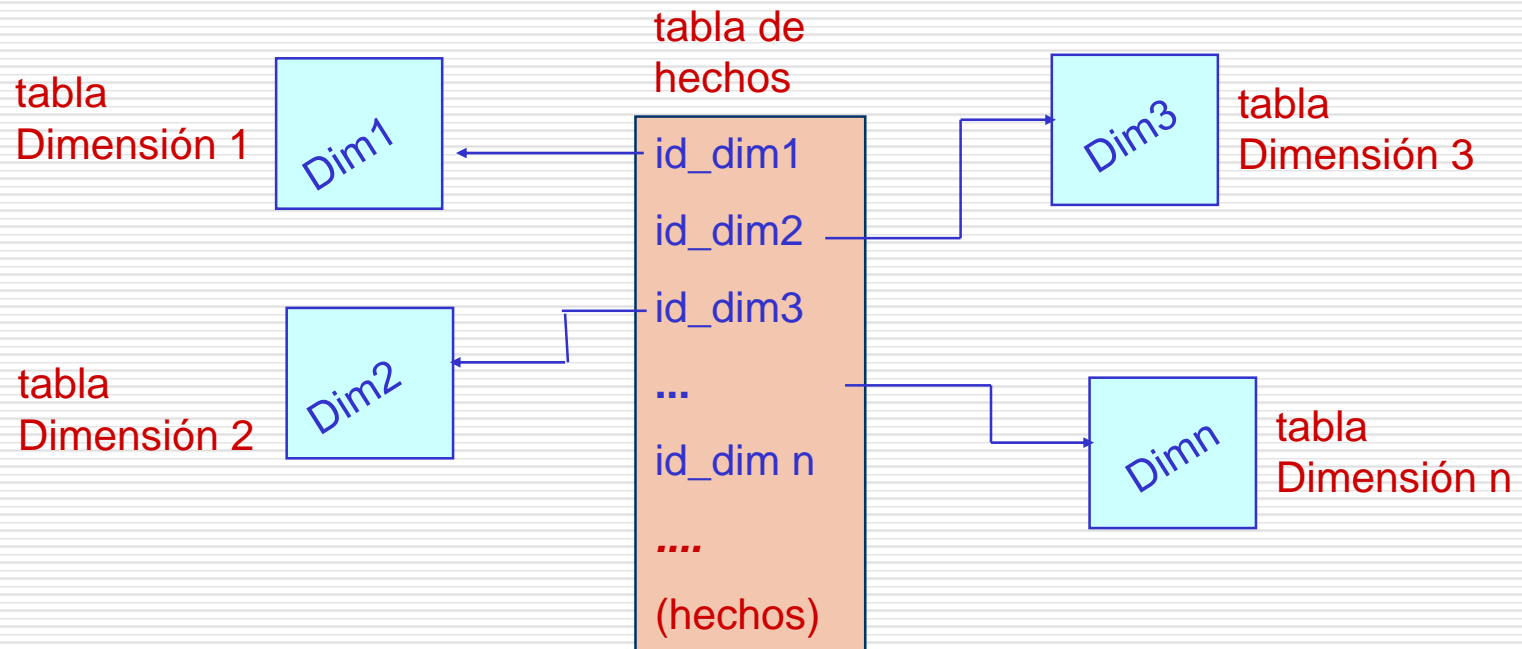 tabla de
hechos
tabla
Dimensión 1
Dim1
id_dim1
id_dim2
id_dim3
...
id_dim n
....
(hechos)
Dim3
tabla
Dimensión 3
tabla
Dimensión 2
Dim2
Dimn
tabla
Dimensión n